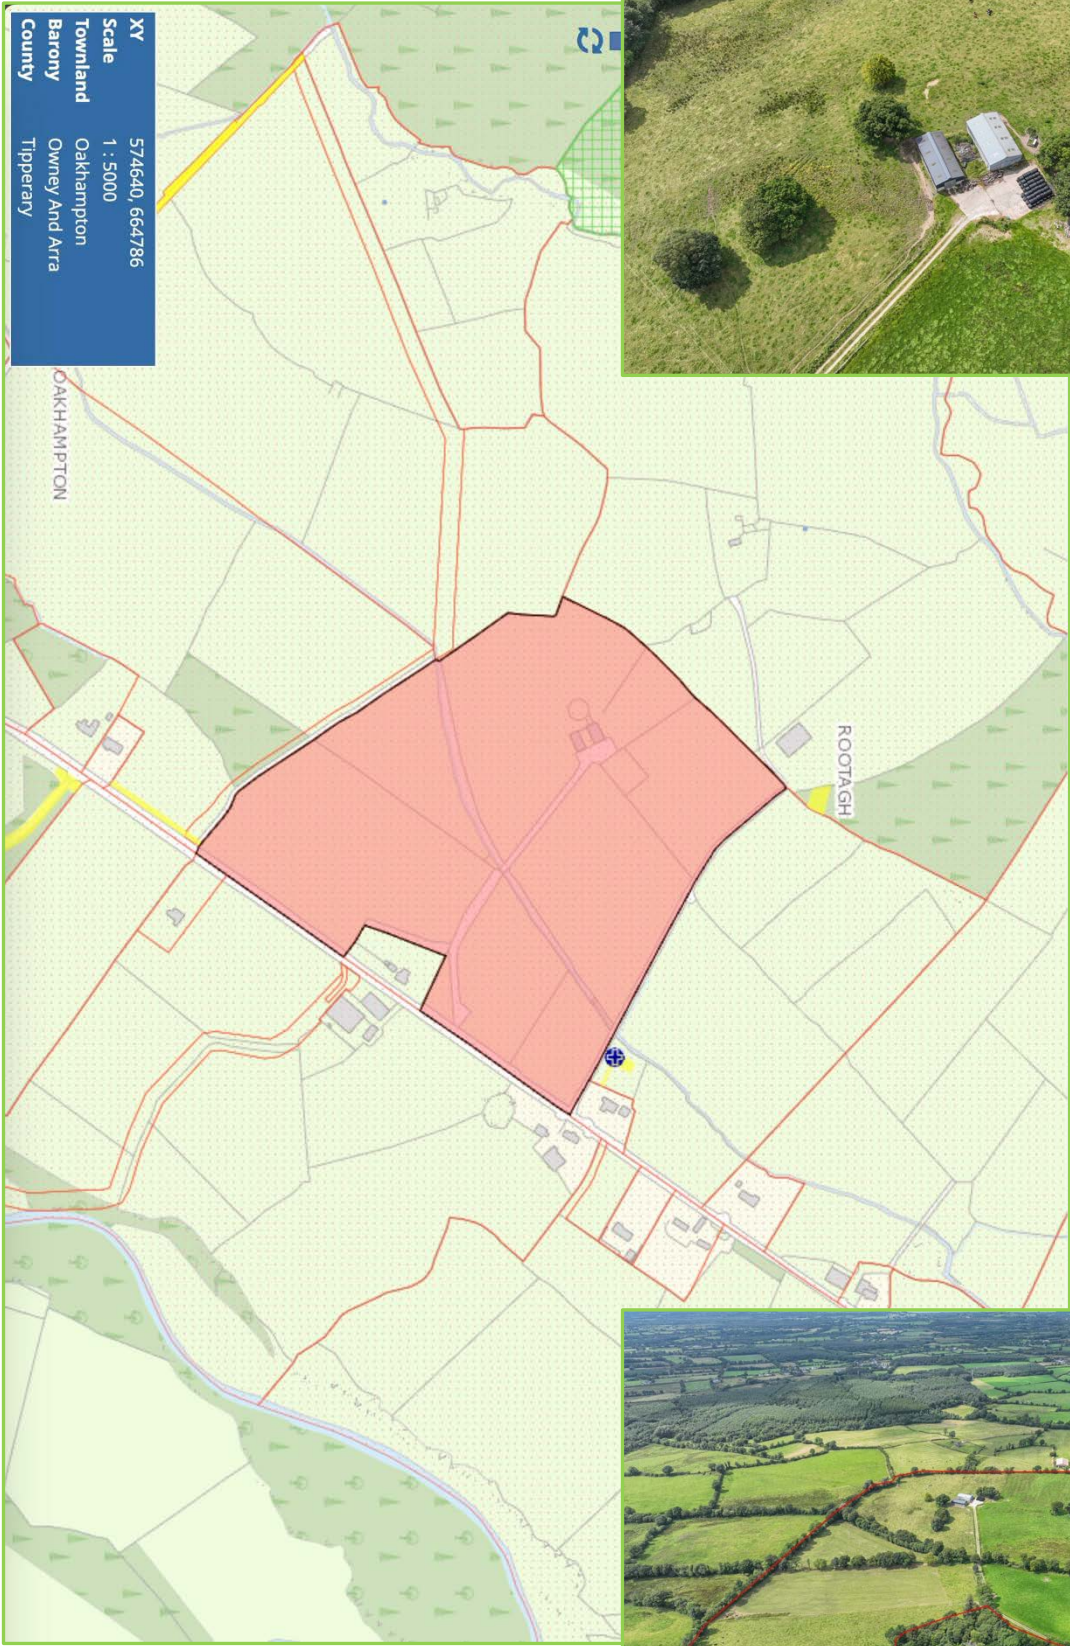 XY 574640, 664786
Scale 1 : 5000
Townland Oakhampton
Barony Owney And Arra
County Tipperary
OAKHAMPTON
ROOTAGH